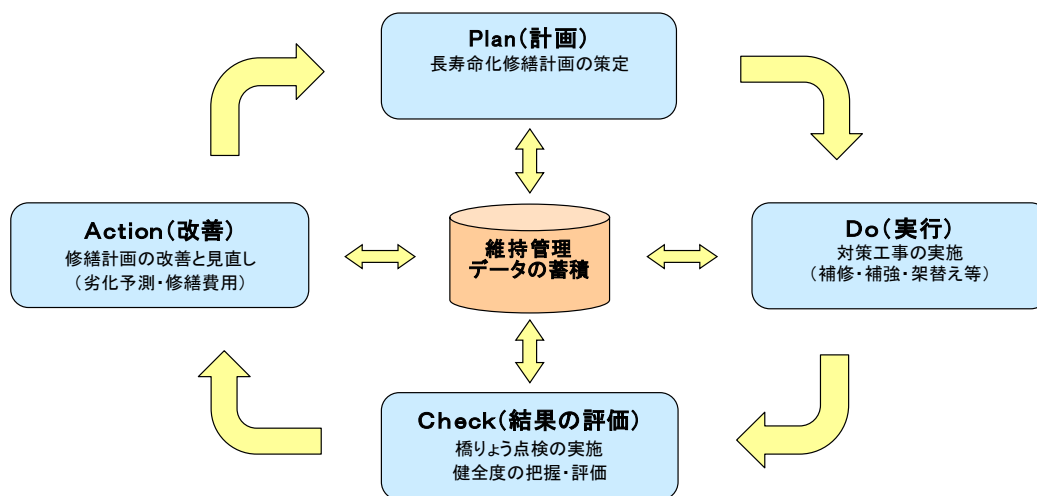 Plan(計画)
長寿命化修繕計画の策定
Action(改善)
修繕計画の改善と見直し
(劣化予測・修繕費用)
維持管理
データの蓄積
Do(実行)
対策工事の実施
(補修・補強・架替え等)
Check(結果の評価)
橋りょう点検の実施
健全度の把握・評価